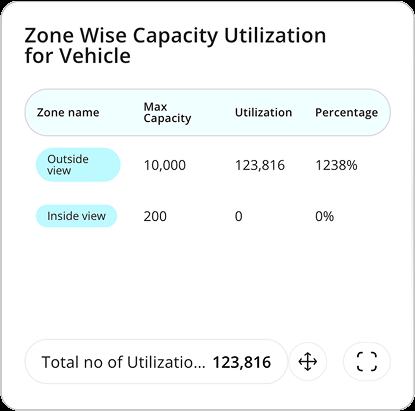 Zone Wise Capacity Utilization
for Vehicle
Zone name Max Capacity Utilization Percentage
Outside view 10,000 123,816 1238%
Inside view 200 0 0%
Total no of Utilizatio... 123,816